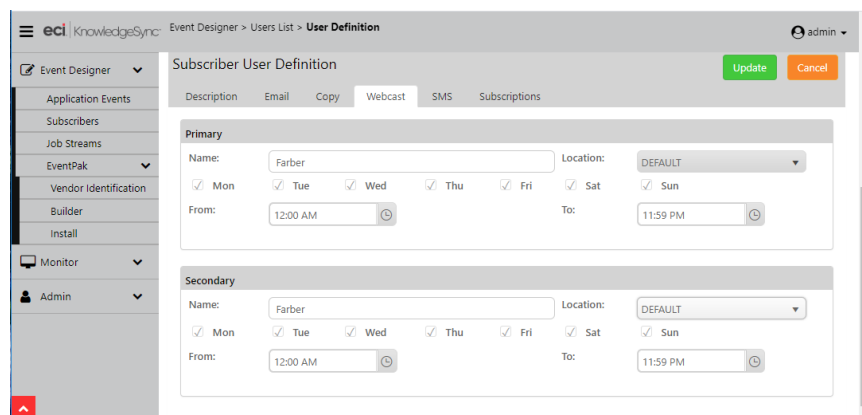 eci KnowledgeSync Event Designer > Users List > User Definition admin
Event Designer
Application Events
Subscribers
Job Streams
EventPak
Vendor Identification
Builder
Install
Monitor
Admin
Subscriber User Definition Update Cancel
Description Email Copy Webcast SMS Subscriptions
Primary
Name: Farber Location: DEFAULT
Mon Tue Wed Thu Fri Sat Sun
From: 12:00 AM To: 11:59 PM
Secondary
Name: Farber Location: DEFAULT
Mon Tue Wed Thu Fri Sat Sun
From: 12:00 AM To: 11:59 PM